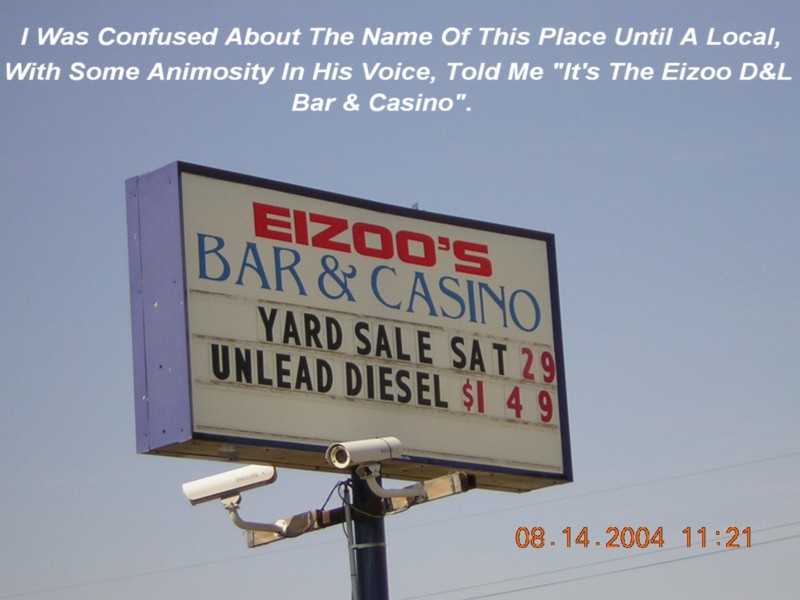 I Was Confused About The Name Of This Place Until A Local,
With Some Animosity In His Voice, Told Me "It's The Eizoo D&L
Bar & Casino".
EIZOO'S
BAR & CASINO
YARD SALE SAT 29
UNLEAD DIESEL $1 49
PHILIPS
08.14.2004 11:21